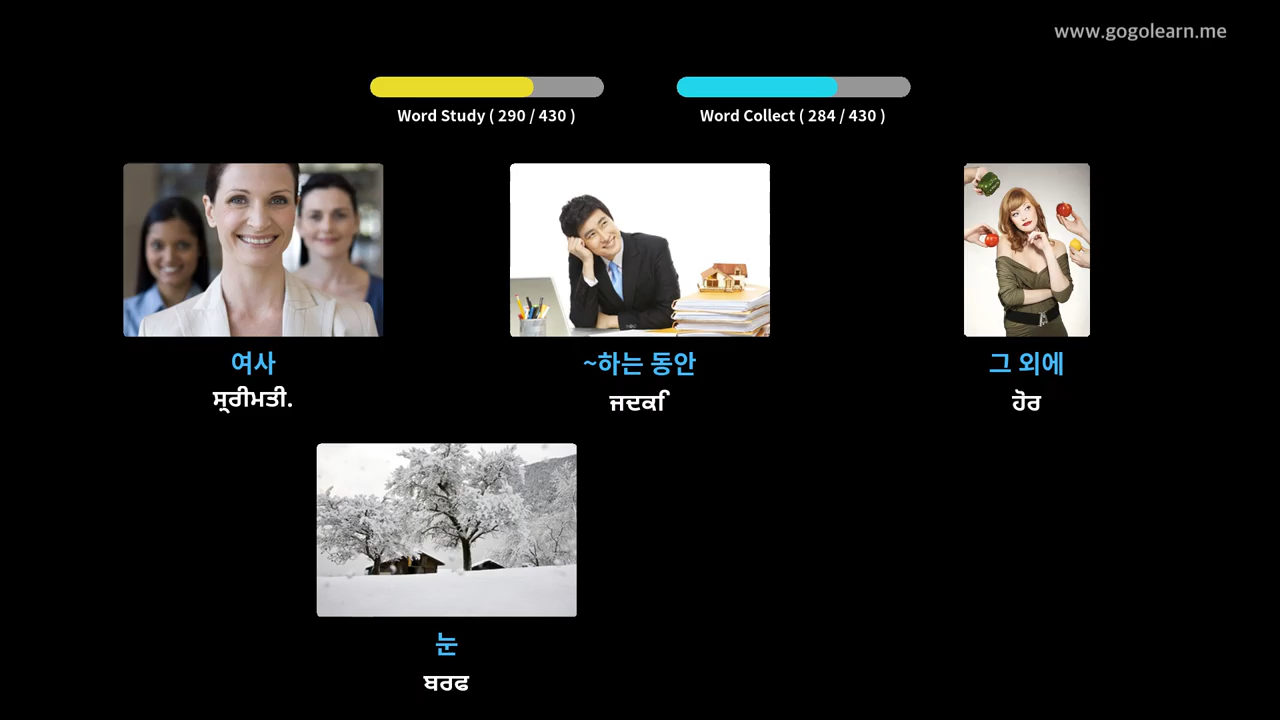 www.gogolearn.me
Word Study ( 290 / 430 )
Word Collect ( 284 / 430 )
여사
ਸ੍ਰੀਮਤੀ.
~하는 동안
ਜਦਕਿ
그 외에
ਹੋਰ
눈
ਬਰਫ